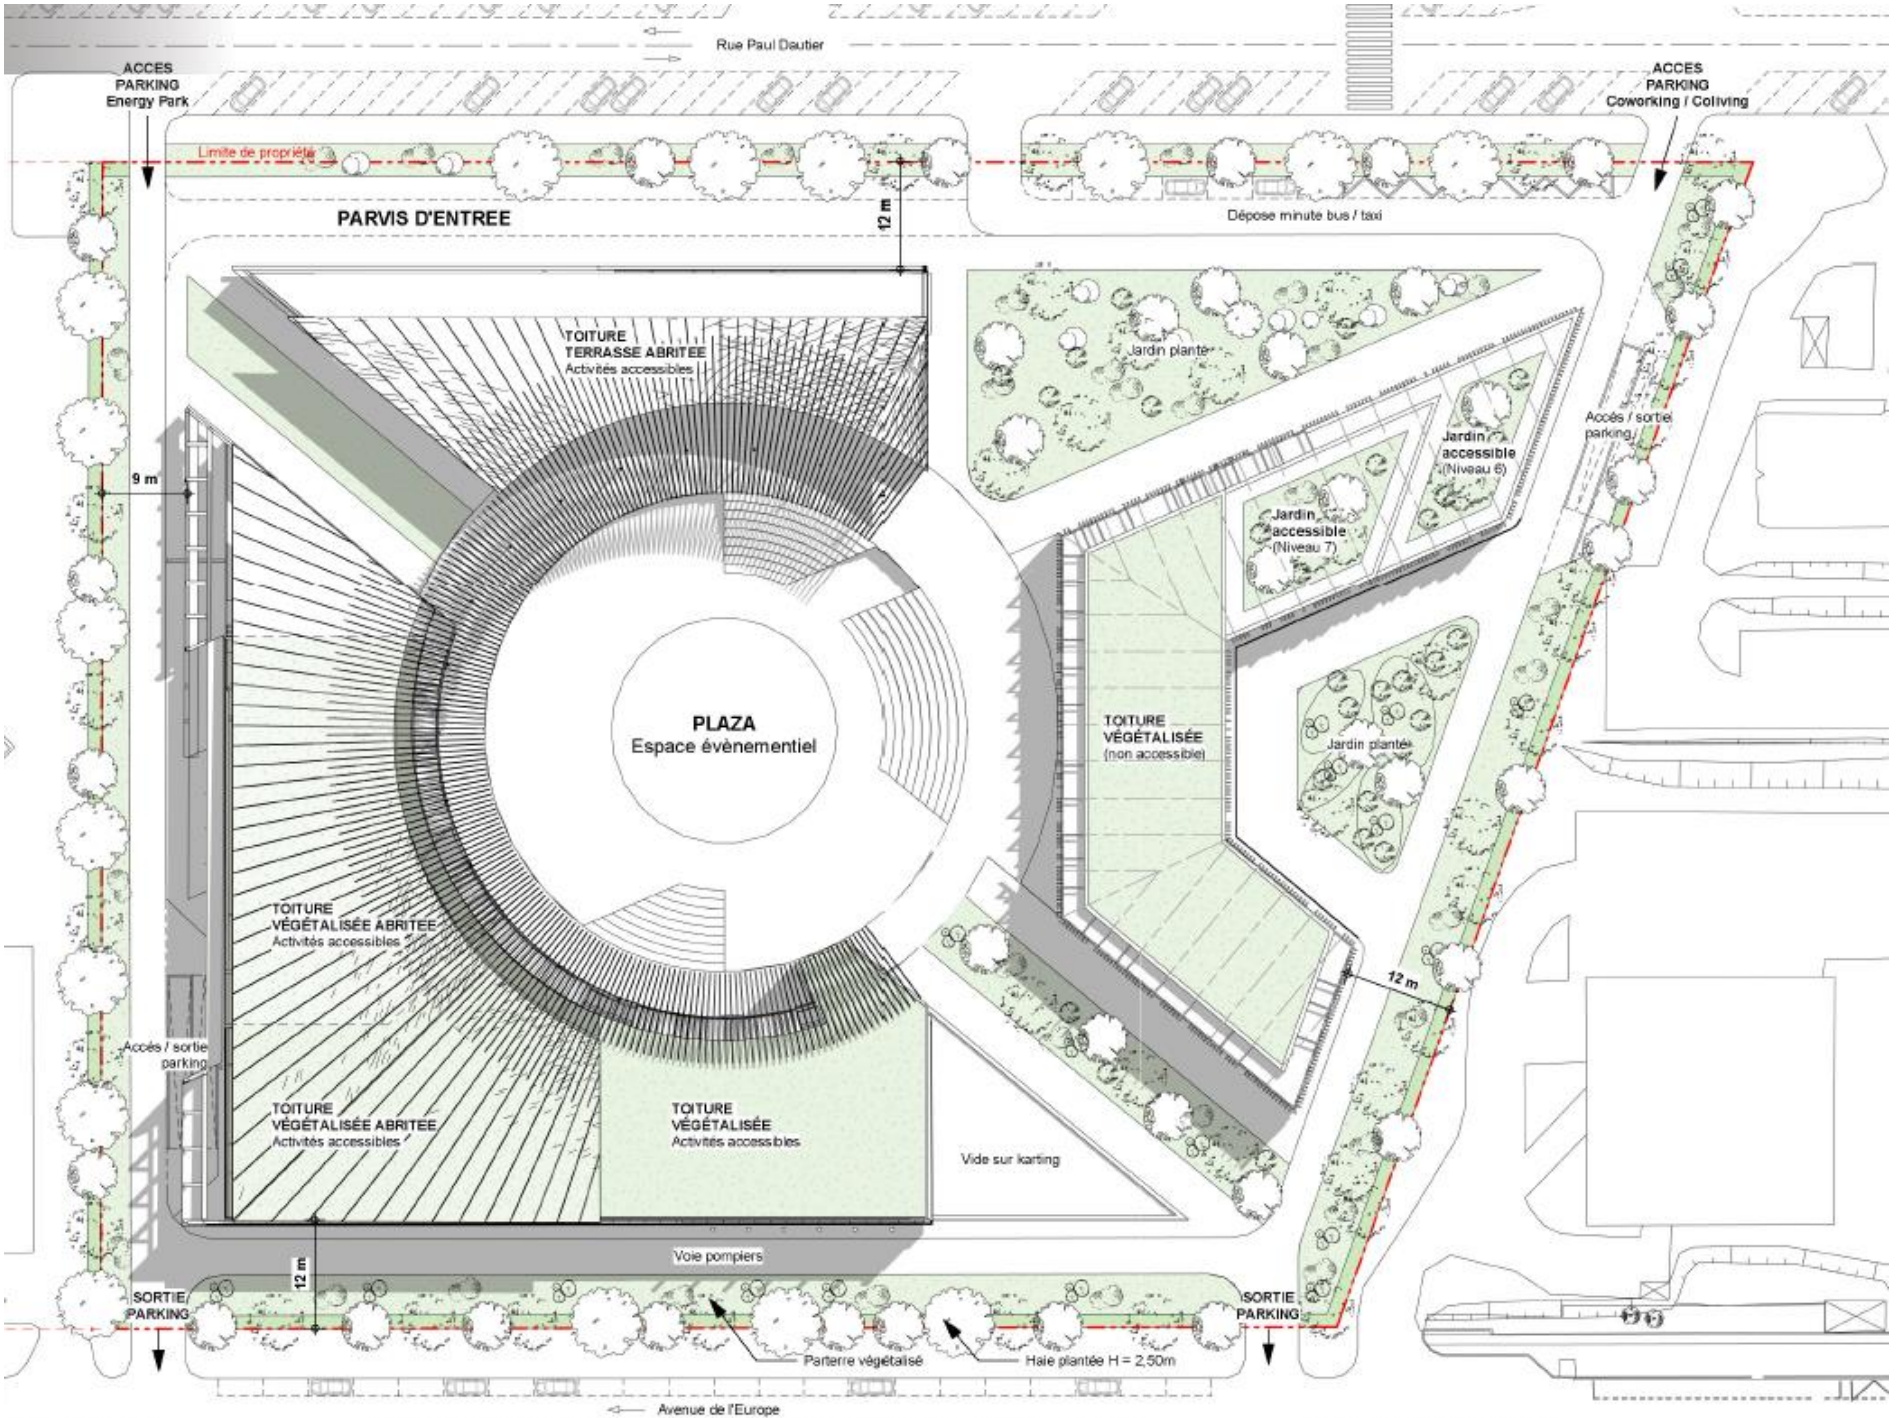 Rue Paul Dautier
ACCES
PARKING
Energy Park
ACCES
PARKING
Coworking / Coliving
Limite de propriété
PARVIS D'ENTREE
12 m
Dépose minute bus / taxi
TOITURE
TERRASSE ABRITEE
Activités accessibles
Jardin planté
Accès / sortie
parking
Jardin
accessible
(Niveau 6)
9 m
Jardin
accessible
(Niveau 7)
PLAZA
Espace évènementiel
TOITURE
VÉGÉTALISÉE
(non accessible)
Jardin planté
TOITURE
VÉGÉTALISÉE ABRITEE
Activités accessibles
12 m
Accès / sortie
parking
TOITURE
VÉGÉTALISÉE ABRITEE
Activités accessibles
TOITURE
VÉGÉTALISÉE
Activités accessibles
Vide sur karting
Voie pompiers
12 m
SORTIE
PARKING
SORTIE
PARKING
Parterre végétalisé
Haie plantée H = 2,50m
Avenue de l'Europe